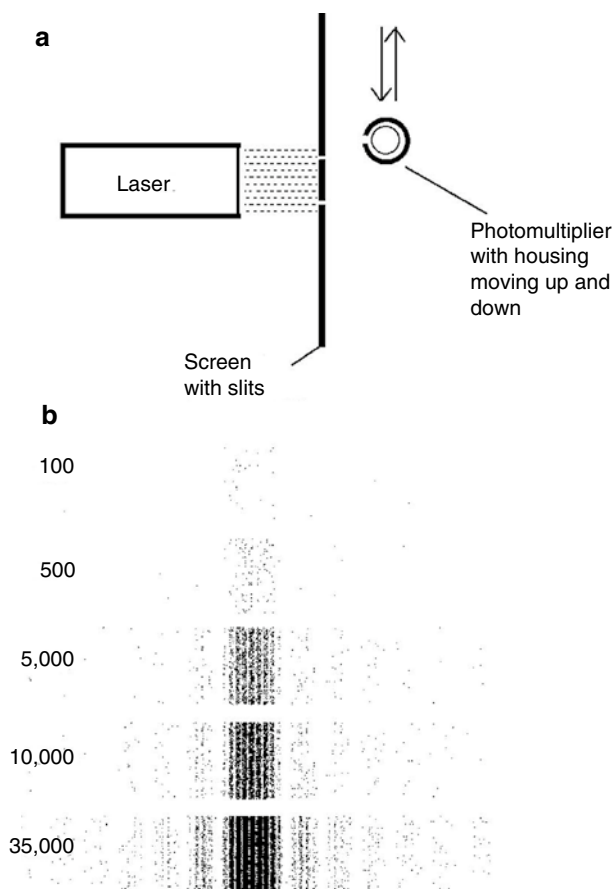 a
Laser
Photomultiplier
with housing
moving up and
down
Screen
with slits
b
100
500
5,000
10,000
35,000